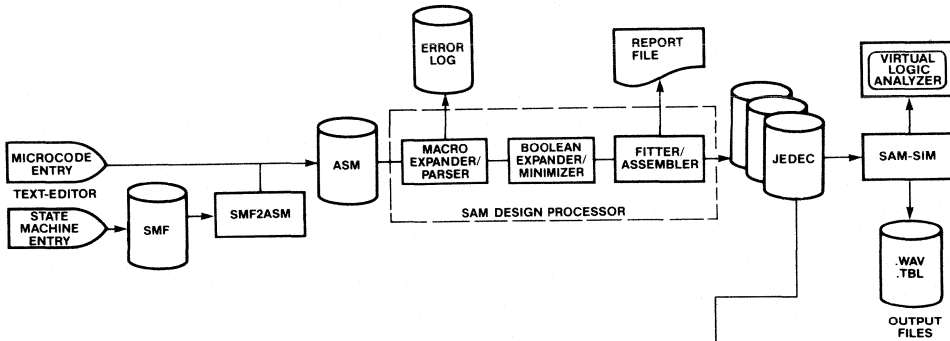 ERROR
LOG
REPORT
FILE
VIRTUAL
LOGIC
ANALYZER
MICROCODE
ENTRY
TEXT-EDITOR
STATE
MACHINE
ENTRY
SMF
SMF2ASM
ASM
MACRO
EXPANDER/
PARSER
BOOLEAN
EXPANDER/
MINIMIZER
FITTER/
ASSEMBLER
SAM DESIGN PROCESSOR
JEDEC
SAM-SIM
.WAV
.TBL
OUTPUT
FILES